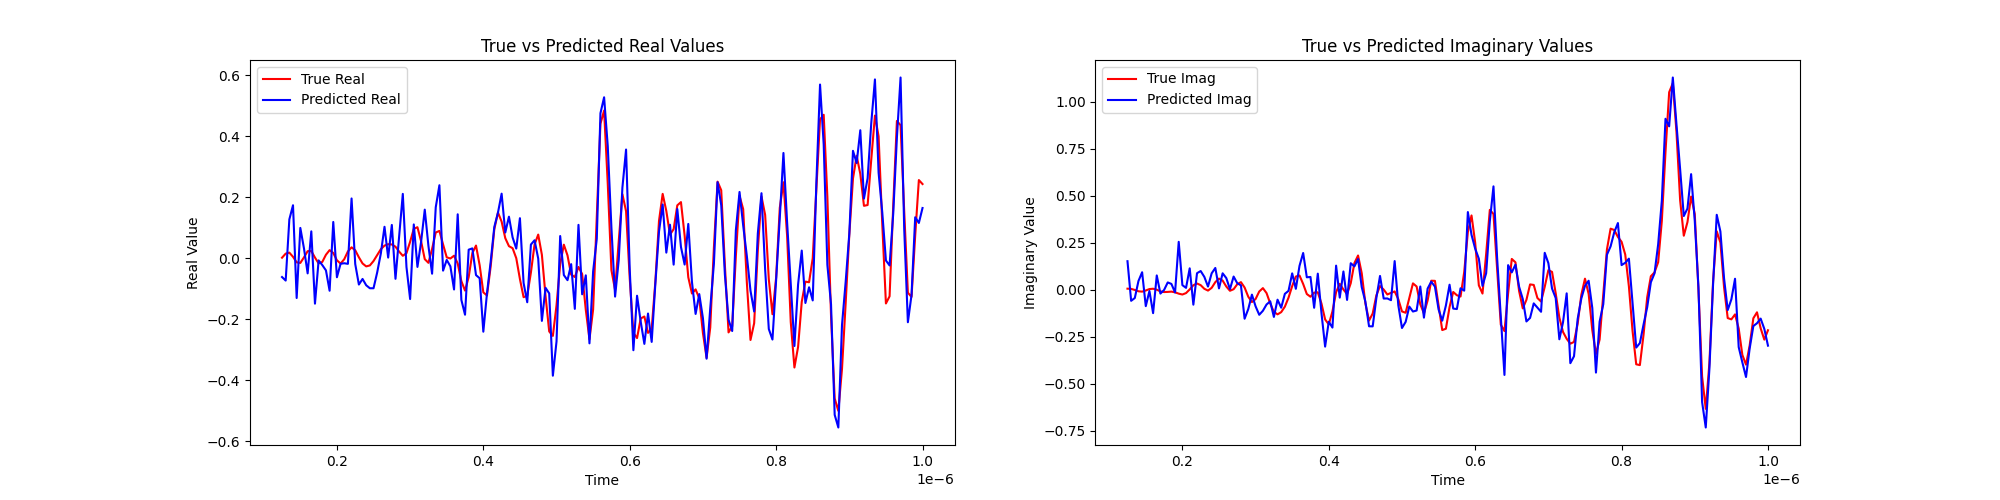 True vs Predicted Real Values
True Real
Predicted Real
Real Value
0.6
0.4
0.2
0.0
−0.2
−0.4
−0.6
0.2
0.4
0.6
0.8
1.0
1e−6
Time
True vs Predicted Imaginary Values
True Imag
Predicted Imag
Imaginary Value
1.00
0.75
0.50
0.25
0.00
−0.25
−0.50
−0.75
0.2
0.4
0.6
0.8
1.0
1e−6
Time